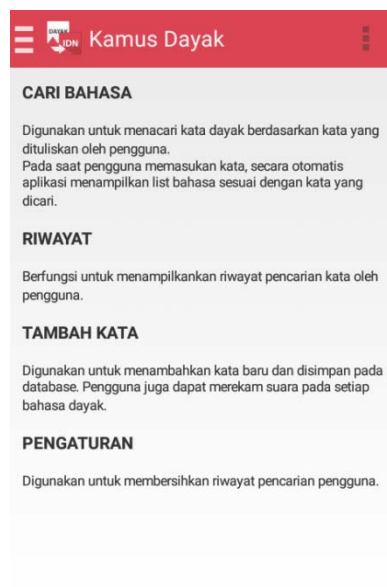 DAYAK
IDN
Kamus Dayak
CARI BAHASA
Digunakan untuk menacari kata dayak berdasarkan kata yang
dituliskan oleh pengguna.
Pada saat pengguna memasukan kata, secara otomatis
aplikasi menampilkan list bahasa sesuai dengan kata yang
dicari.
RIWAYAT
Berfungsi untuk menampilkankan riwayat pencarian kata oleh
pengguna.
TAMBAH KATA
Digunakan untuk menambahkan kata baru dan disimpan pada
database. Pengguna juga dapat merekam suara pada setiap
bahasa dayak.
PENGATURAN
Digunakan untuk membersihkan riwayat pencarian pengguna.